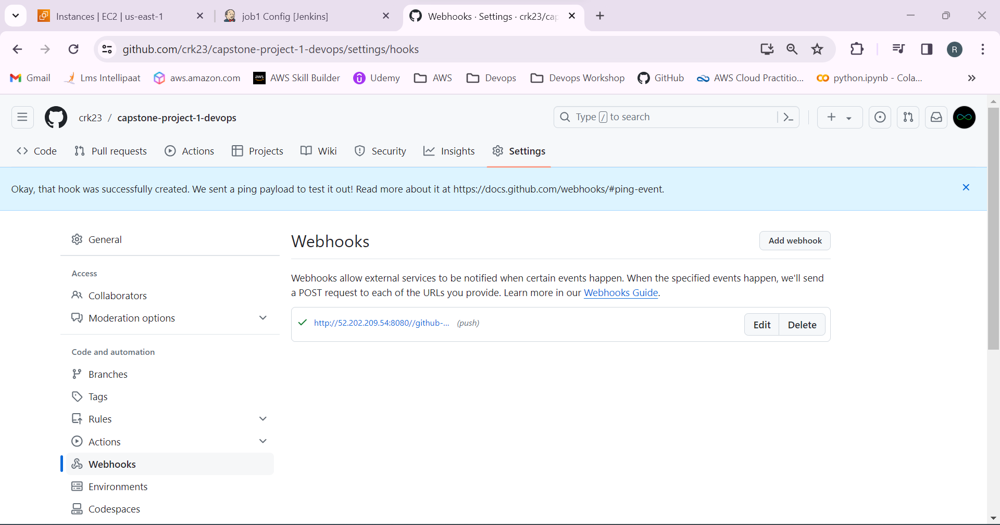 Instances | EC2 | us-east-1
job1 Config [Jenkins]
Webhooks · Settings · crk23/cap
github.com/crk23/capstone-project-1-devops/settings/hooks
R
Gmail
Lms Intellipaat
aws.amazon.com
aws
AWS Skill Builder
Udemy
AWS
Devops
Devops Workshop
GitHub
AWS Cloud Practitio...
python.ipynb - Cola...
crk23 / capstone-project-1-devops
Type / to search
Code
Pull requests
Actions
Projects
Wiki
Security
Insights
Settings
Okay, that hook was successfully created. We sent a ping payload to test it out! Read more about it at https://docs.github.com/webhooks/#ping-event.
General
Access
Collaborators
Moderation options
Code and automation
Branches
Tags
Rules
Actions
Webhooks
Environments
Codespaces
Webhooks
Add webhook
Webhooks allow external services to be notified when certain events happen. When the specified events happen, we'll send
a POST request to each of the URLs you provide. Learn more in our Webhooks Guide.
http://52.202.209.54:8080//github-... (push)
Edit
Delete